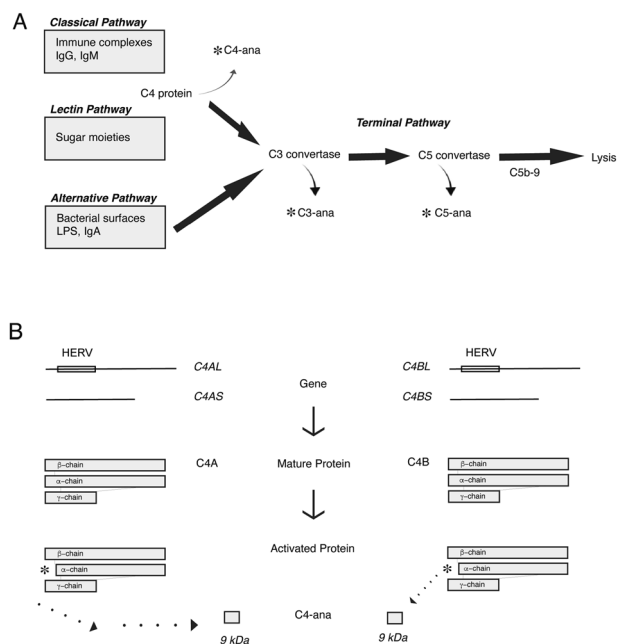 A
Classical Pathway
Immune complexes
IgG, IgM
*C4-ana
C4 protein
Lectin Pathway
Sugar moieties
Terminal Pathway
C3 convertase
C5 convertase
C5b-9
Lysis
Alternative Pathway
Bacterial surfaces
LPS, IgA
* C3-ana
* C5-ana
B
HERV
C4AL
C4AS
Gene
C4BL
C4BS
HERV
C4A
Mature Protein
C4B
β-chain
α-chain
γ-chain
β-chain
α-chain
γ-chain
Activated Protein
β-chain
* α-chain
γ-chain
β-chain
* α-chain
γ-chain
C4-ana
9 kDa
9 kDa